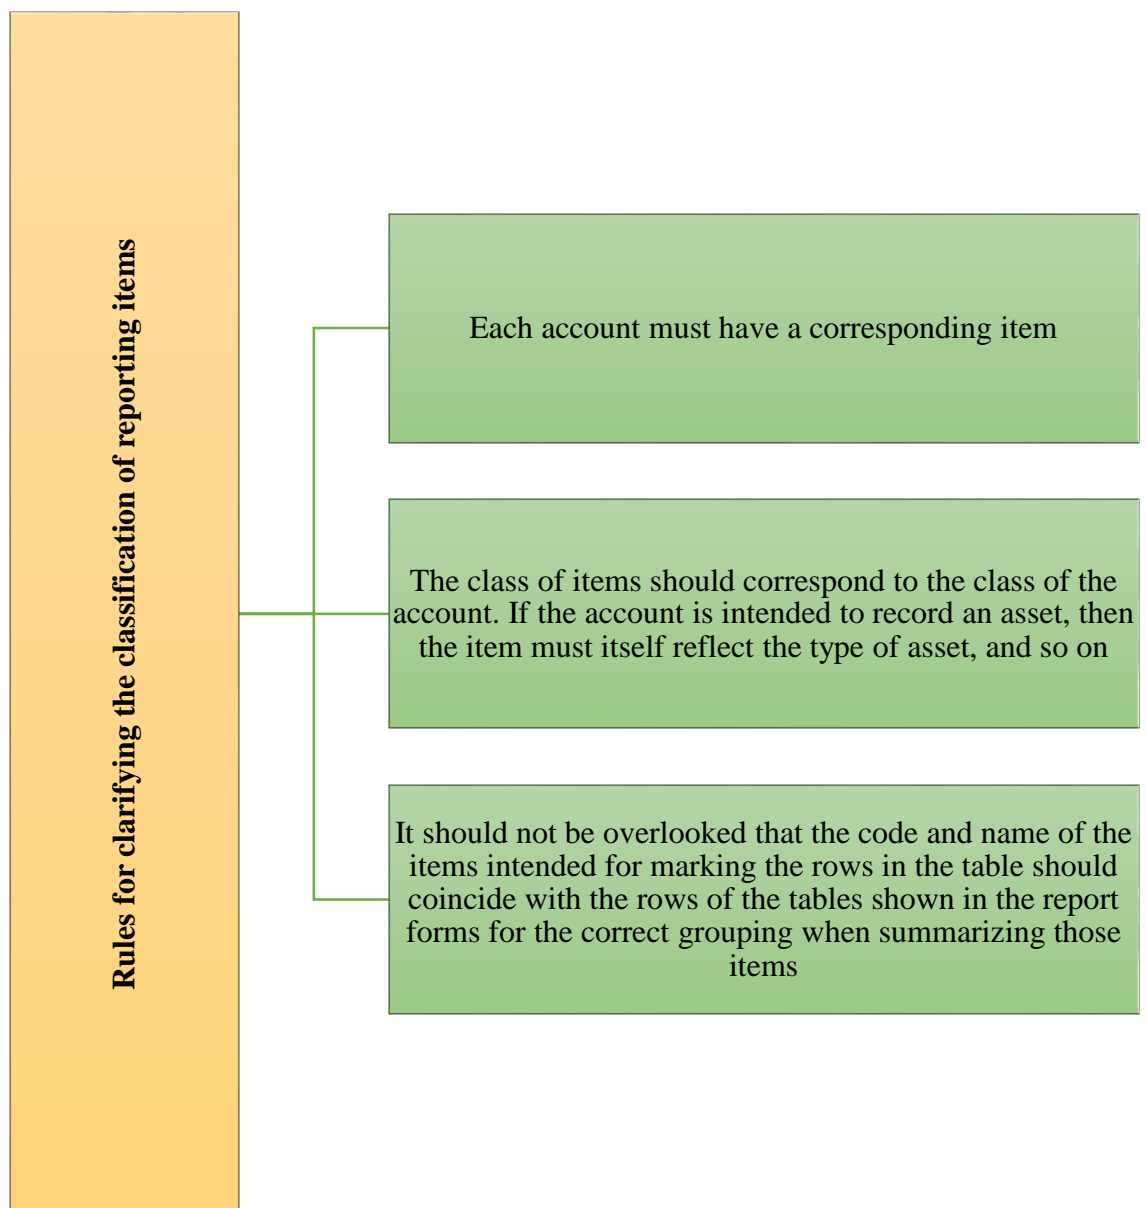 Rules for clarifying the classification of reporting items
Each account must have a corresponding item
The class of items should correspond to the class of the
account. If the account is intended to record an asset, then
the item must itself reflect the type of asset, and so on
It should not be overlooked that the code and name of the
items intended for marking the rows in the table should
coincide with the rows of the tables shown in the report
forms for the correct grouping when summarizing those
items